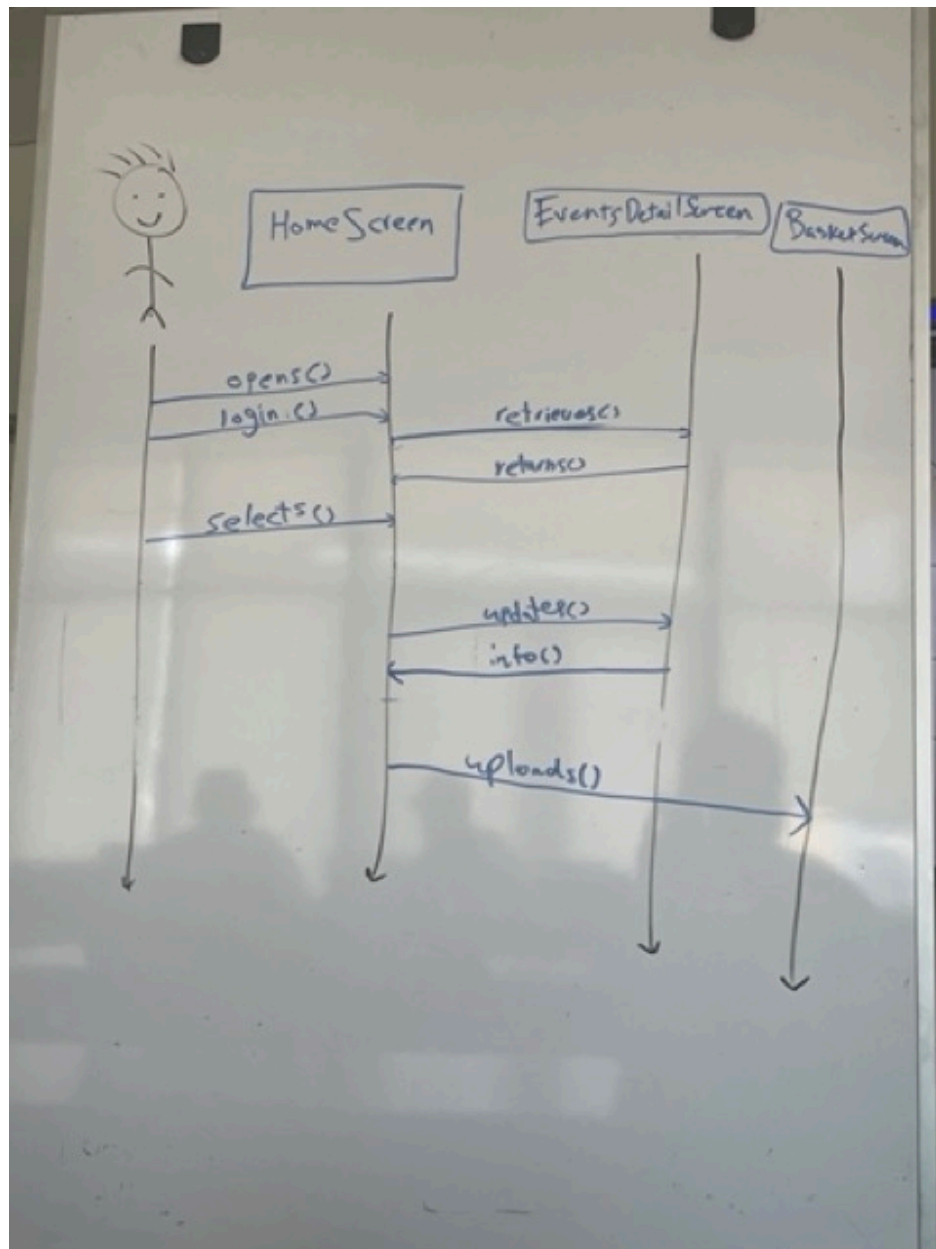 HomeScreen
EventsDetailScreen
BasketScreen
opens()
login()
retrieves()
returns()
selects()
updates()
info()
uploads()